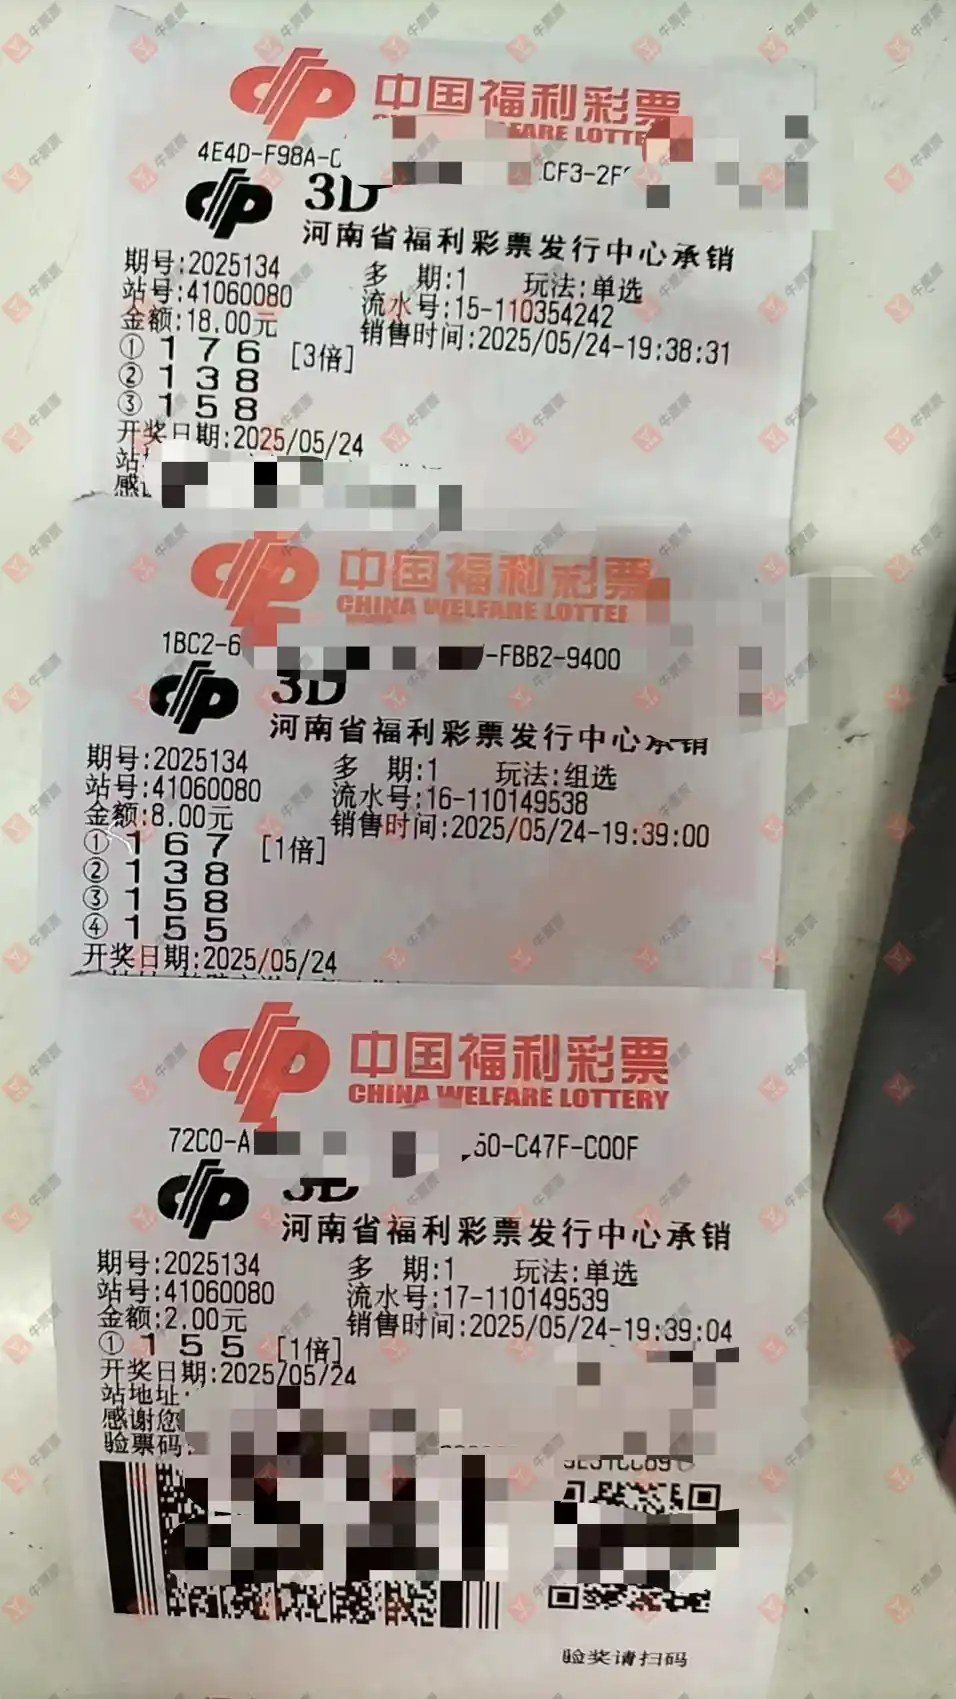 中国福利彩票
4E4D-F98A-C
CF3-2F
3D
河南省福利彩票发行中心承销
期号:2025134 多 期:1 玩法:单选
站号:41060080 流水号:15-110354242
金额:18.00元 销售时间:2025/05/24-19:38:31
① 1 7 6 [3倍]
② 1 3 8
③ 1 5 8
开奖日期:2025/05/24
站
感
中国福利彩票
CHINA WELFARE LOTTE
1BC2-6
-FBB2-9400
3D
河南省福利彩票发行中心承销
期号:2025134 多 期:1 玩法:组选
站号:41060080 流水号:16-110149538
金额:8.00元 销售时间:2025/05/24-19:39:00
① 1 6 7 [1倍]
② 1 3 8
③ 1 5 8
④ 1 5 5
开奖日期:2025/05/24
中国福利彩票
CHINA WELFARE LOTTERY
72C0-A
50-C47F-C00F
3D
河南省福利彩票发行中心承销
期号:2025134 多 期:1 玩法:单选
站号:41060080 流水号:17-110149539
金额:2.00元 销售时间:2025/05/24-19:39:04
① 1 5 5 [1倍]
开奖日期:2025/05/24
站地址:
感谢您
验票码:
验奖请扫码